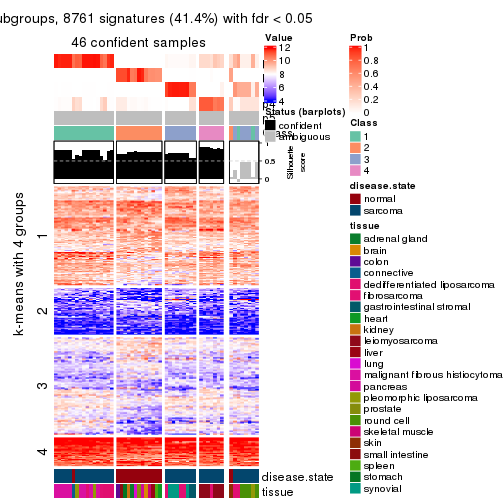 ubgroups, 8761 signatures (41.4%) with fdr < 0.05
46 confident samples
k-means with 4 groups
1
2
3
4
disease.state
tissue
Silhouette
score
1
0.5
0
Value
12
10
8
6
4
Status (barplots)
confident
ambiguous
Prob
1
0.8
0.6
0.4
0.2
0
Class
1
2
3
4
disease.state
normal
sarcoma
tissue
adrenal gland
brain
colon
connective
dedifferentiated liposarcoma
fibrosarcoma
gastrointestinal stromal
heart
kidney
leiomyosarcoma
liver
lung
malignant fibrous histiocytoma
pancreas
pleomorphic liposarcoma
prostate
round cell
skeletal muscle
skin
small intestine
spleen
stomach
synovial